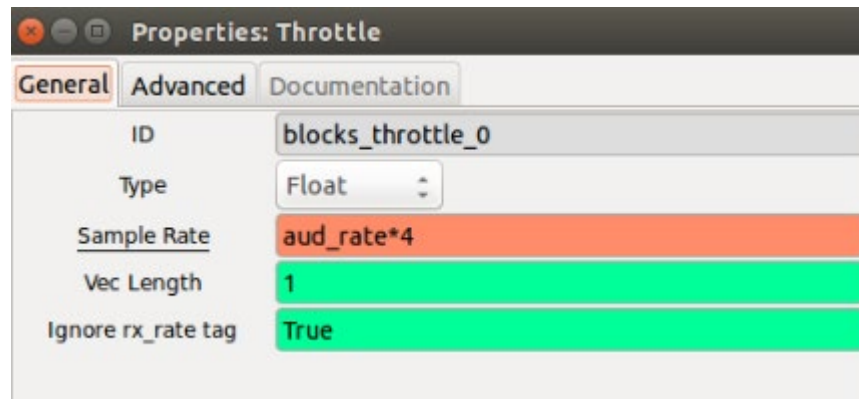 Properties: Throttle
General Advanced Documentation
ID blocks_throttle_0
Type Float
Sample Rate aud_rate*4
Vec Length 1
Ignore rx_rate tag True